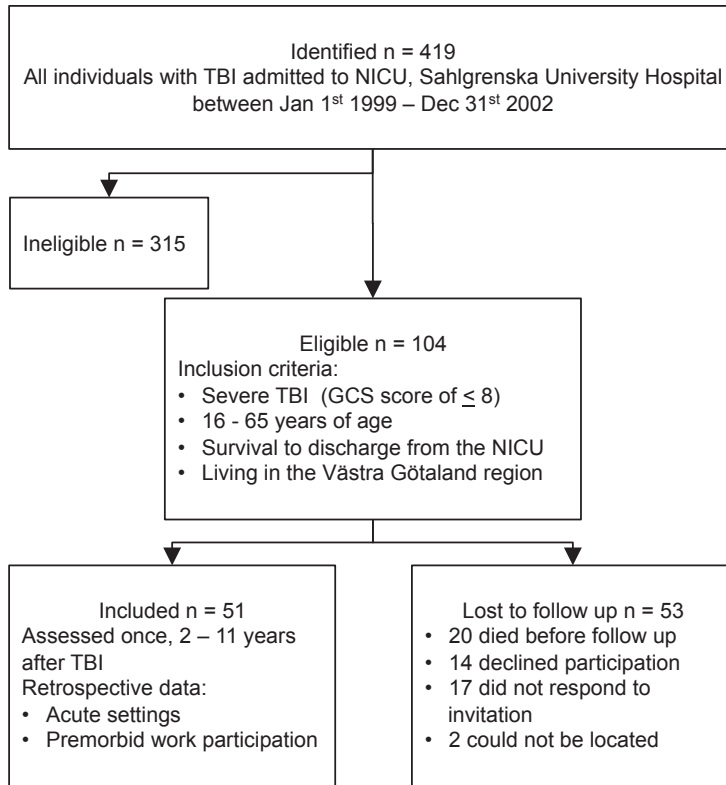 Identified n = 419
All individuals with TBI admitted to NICU, Sahlgrenska University Hospital
between Jan 1st 1999 – Dec 31st 2002
Ineligible n = 315
Eligible n = 104
Inclusion criteria:
• Severe TBI (GCS score of < 8)
• 16 - 65 years of age
• Survival to discharge from the NICU
• Living in the Västra Götaland region
Included n = 51
Assessed once, 2 – 11 years
after TBI
Retrospective data:
• Acute settings
• Premorbid work participation
Lost to follow up n = 53
• 20 died before follow up
• 14 declined participation
• 17 did not respond to
invitation
• 2 could not be located